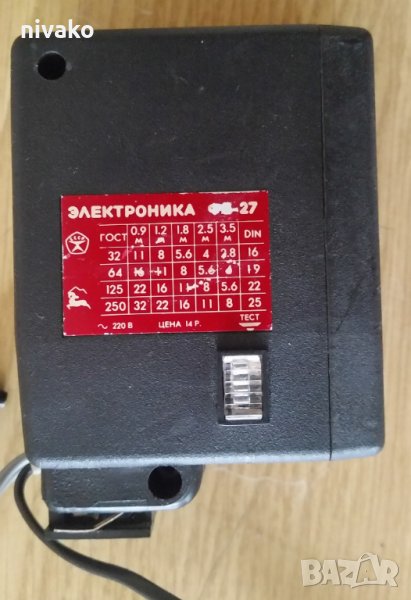 nivako
ЭЛЕКТРОНИКА ФЭ-27
ГОСТ 0.9 М 1.2 М 1.8 М 2.5 М 3.5 М DIN
32 11 8 5.6 4 2.8 16
64 16 11 8 5.6 4 19
125 22 16 11 8 5.6 22
250 32 22 16 11 8 25
~ 220 В ЦЕНА 14 Р. ТЕСТ
BAZAR